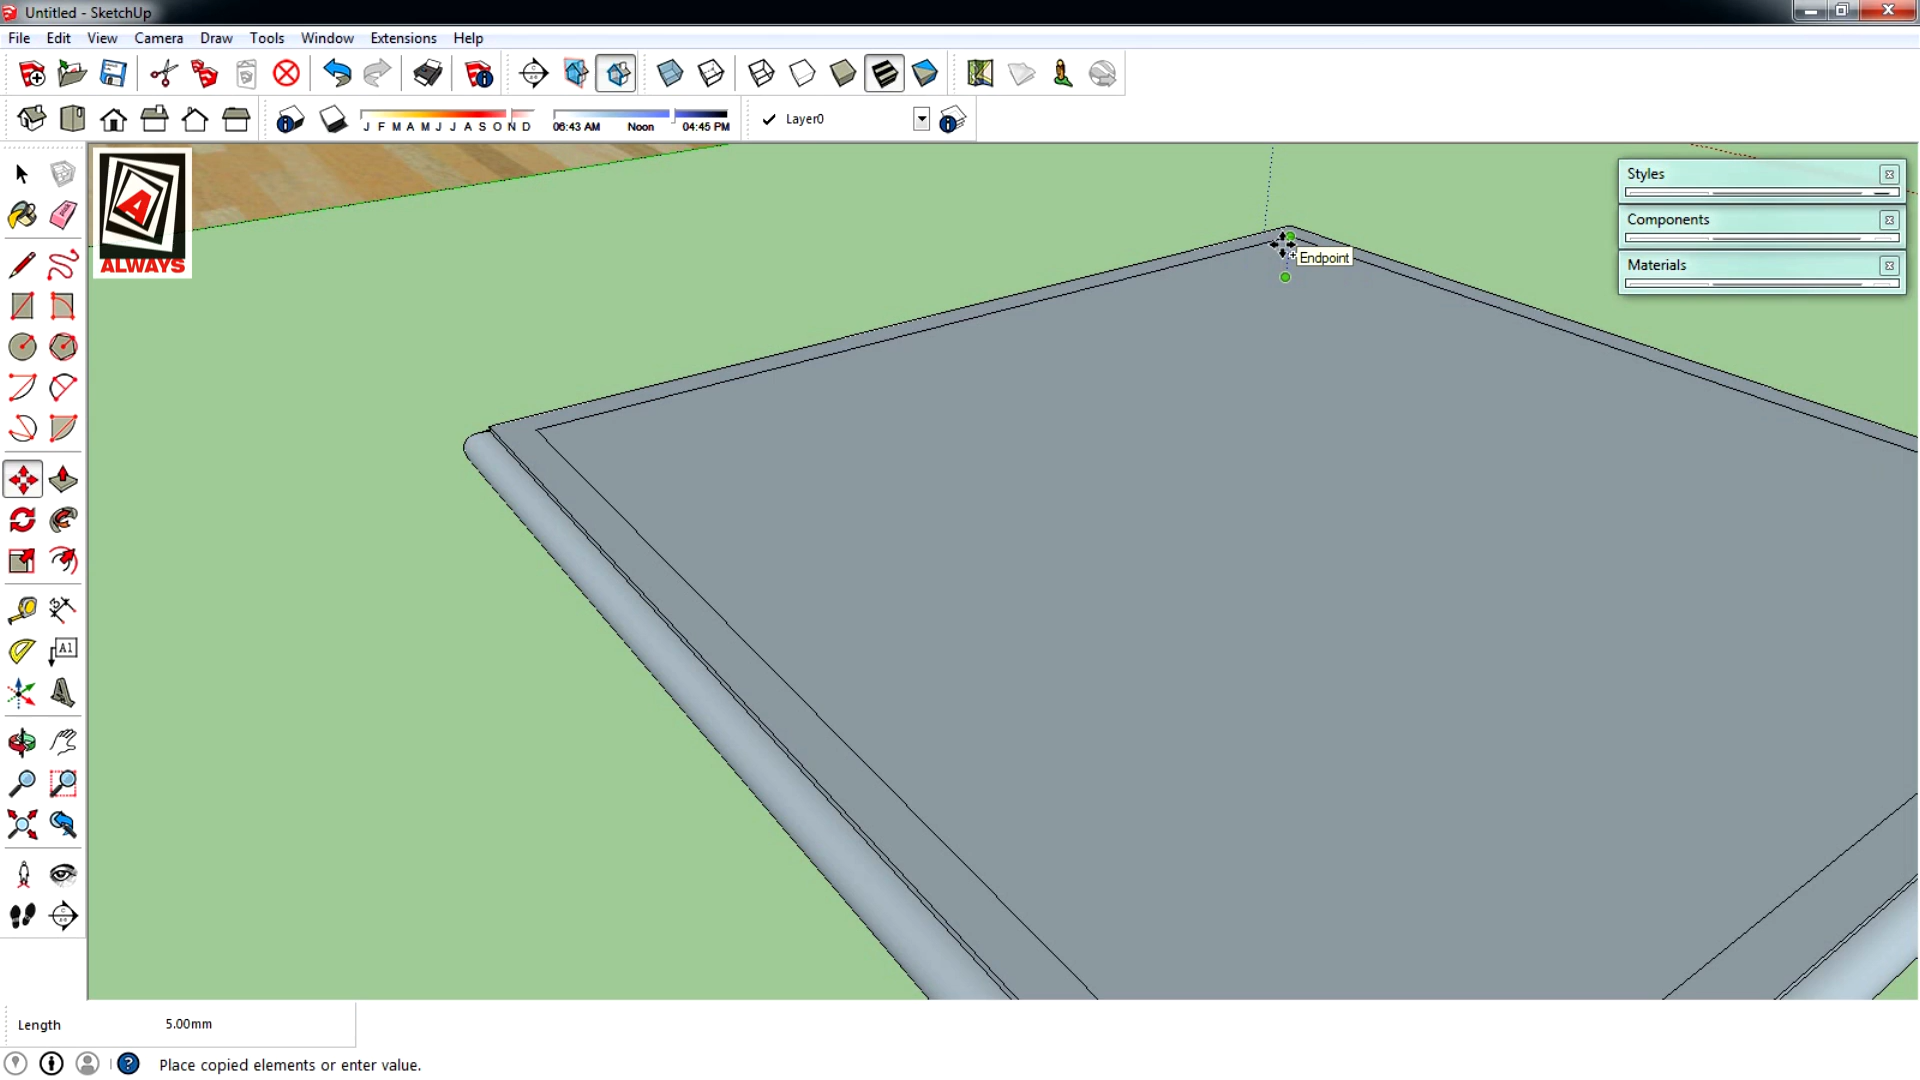 Untitled - SketchUp
File Edit View Camera Draw Tools Window Extensions Help
J F M A M J J A S O N D
06:43 AM Noon 04:45 PM
Layer0
A
ALWAYS
Styles
Components
Materials
Endpoint
A1
Length 5.00mm
Place copied elements or enter value.